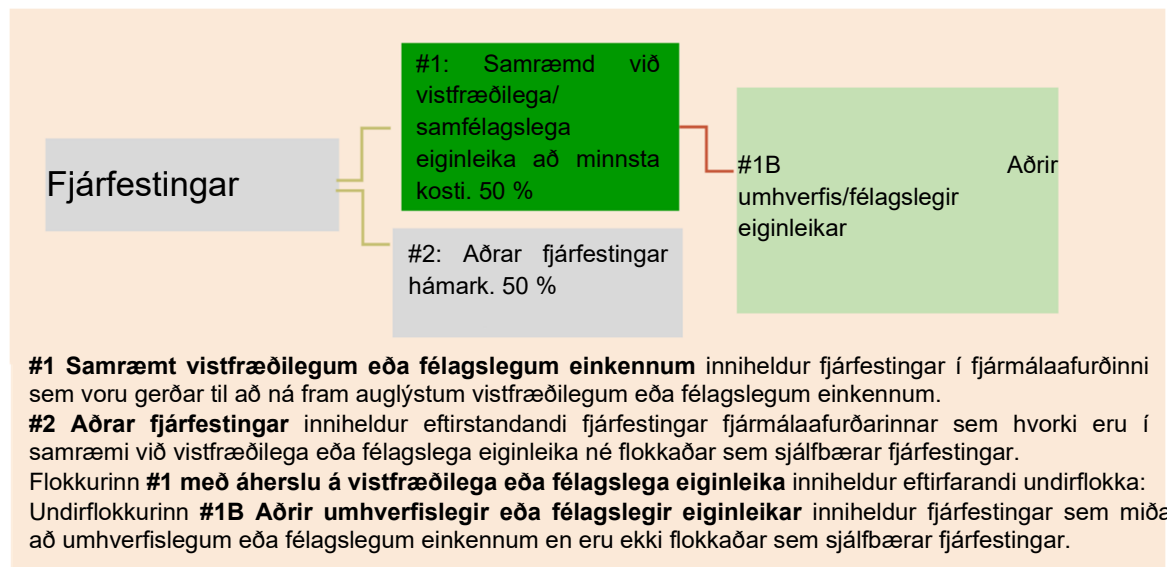 #1: Samræmd við
vistfræðilega/
samfélagslega
eiginleika að minnsta
kosti. 50 %
Fjárfestingar
#1B Aðrir
umhverfis/félagslegir
eiginleikar
#2: Aðrar fjárfestingar
hámark. 50 %
#1 Samræmt vistfræðilegum eða félagslegum einkennum inniheldur fjárfestingar í fjármálaafurðinni
sem voru gerðar til að ná fram auglýstum vistfræðilegum eða félagslegum einkennum.
#2 Aðrar fjárfestingar inniheldur eftirstandandi fjárfestingar fjármálaafurðarinnar sem hvorki eru í
samræmi við vistfræðilega eða félagslega eiginleika né flokkaðar sem sjálfbærar fjárfestingar.
Flokkurinn #1 með áherslu á vistfræðilega eða félagslega eiginleika inniheldur eftirfarandi undirflokka:
Undirflokkurinn #1B Aðrir umhverfislegir eða félagslegir eiginleikar inniheldur fjárfestingar sem miða
að umhverfislegum eða félagslegum einkennum en eru ekki flokkaðar sem sjálfbærar fjárfestingar.